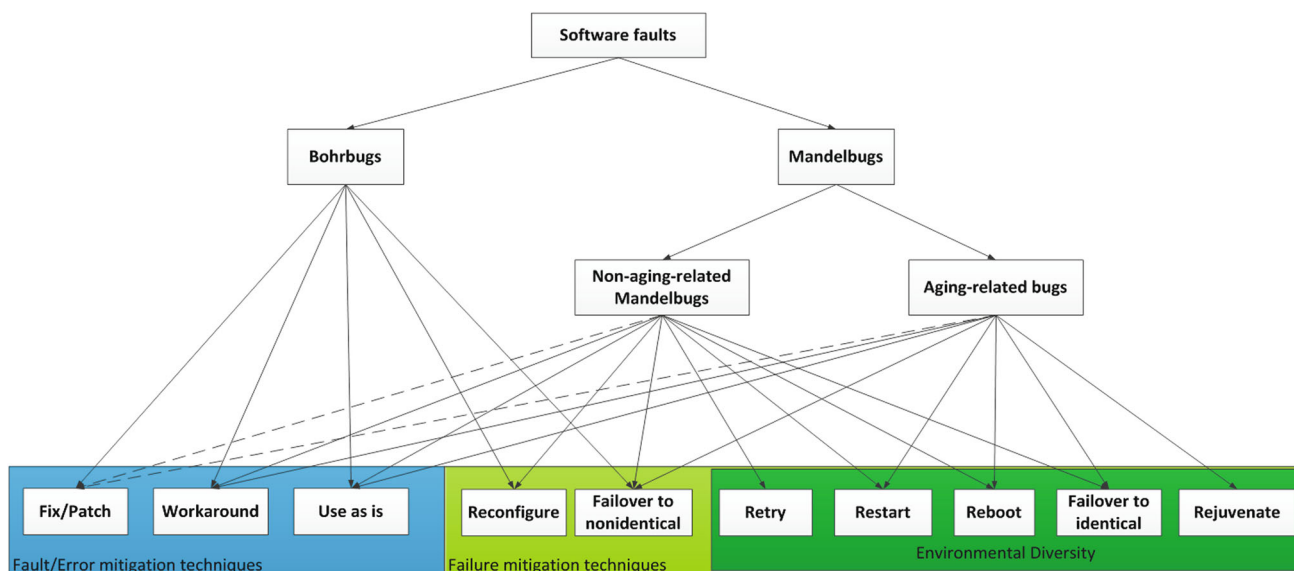 Software faults
Bohrbugs
Mandelbugs
Non-aging-related
Mandelbugs
Aging-related bugs
Fix/Patch
Workaround
Use as is
Reconfigure
Failover to
nonidentical
Retry
Restart
Reboot
Failover to
identical
Rejuvenate
Fault/Error mitigation techniques
Failure mitigation techniques
Environmental Diversity